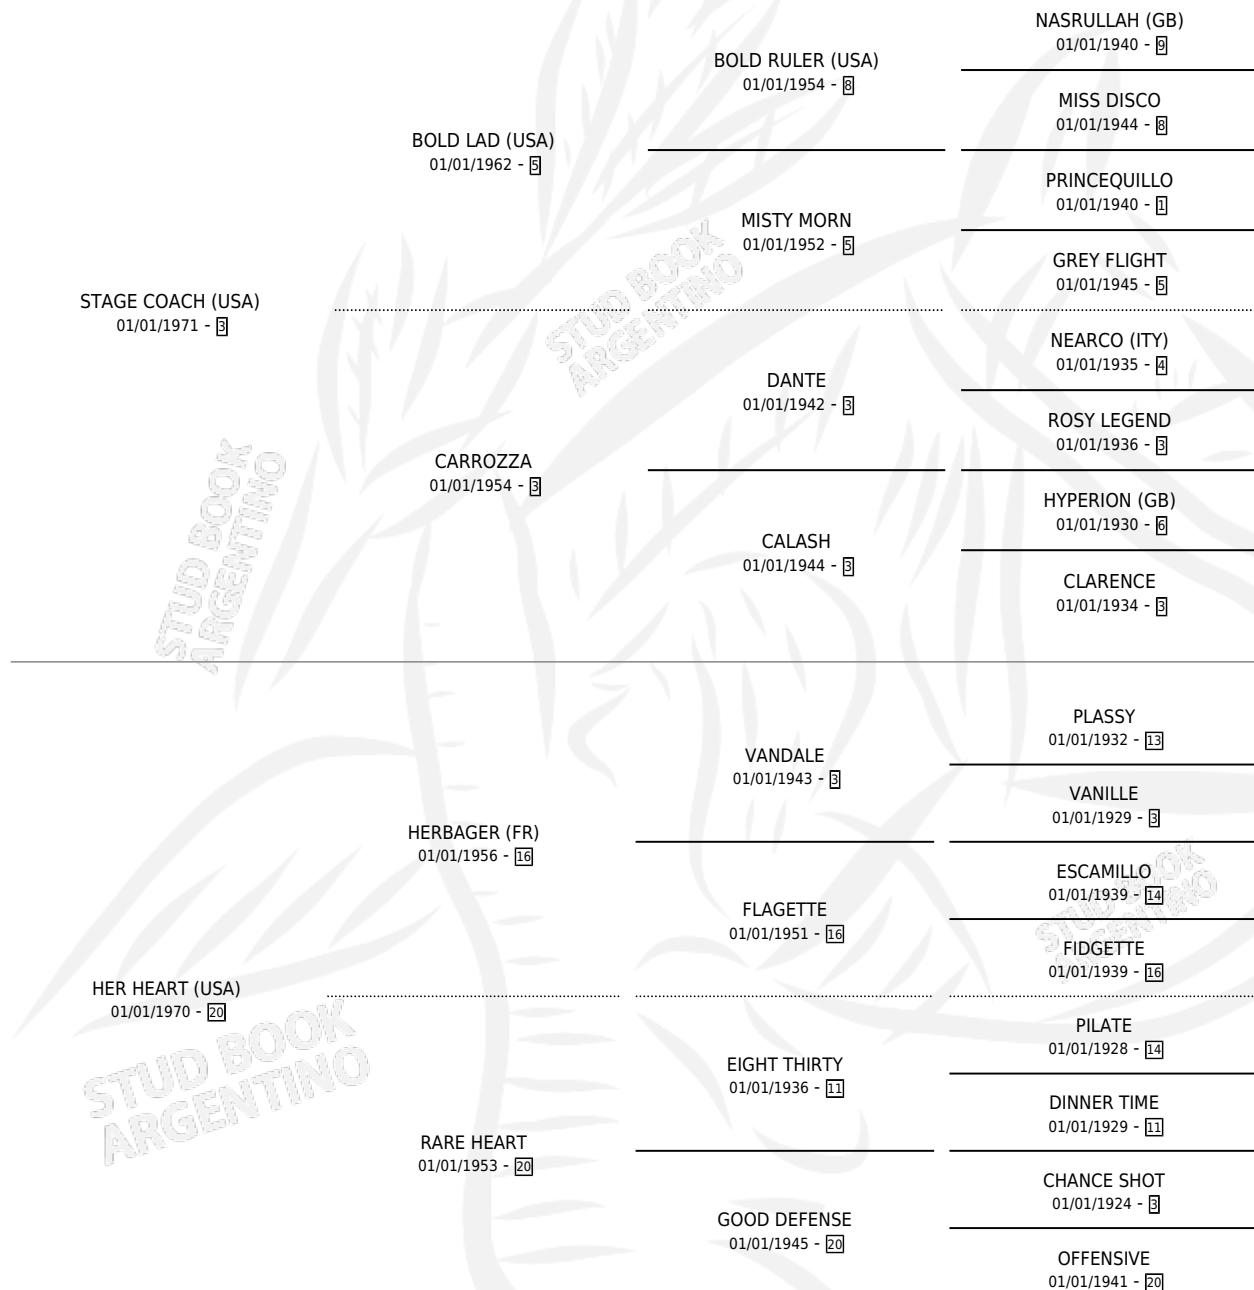 NASRULLAH (GB)
01/01/1940 - 9
BOLD RULER (USA)
01/01/1954 - 8
MISS DISCO
01/01/1944 - 8
BOLD LAD (USA)
01/01/1962 - 5
PRINCEQUILLO
01/01/1940 - 1
MISTY MORN
01/01/1952 - 5
GREY FLIGHT
01/01/1945 - 5
STAGE COACH (USA)
01/01/1971 - 3
NEARCO (ITY)
01/01/1935 - 4
DANTE
01/01/1942 - 3
ROSY LEGEND
01/01/1936 - 3
CARROZZA
01/01/1954 - 3
HYPERION (GB)
01/01/1930 - 6
CALASH
01/01/1944 - 3
CLARENCE
01/01/1934 - 3
PLASSY
01/01/1932 - 13
VANDALE
01/01/1943 - 3
VANILLE
01/01/1929 - 3
HERBAGER (FR)
01/01/1956 - 16
ESCAMILLO
01/01/1939 - 14
FLAGETTE
01/01/1951 - 16
FIDGETTE
01/01/1939 - 16
HER HEART (USA)
01/01/1970 - 20
PILATE
01/01/1928 - 14
EIGHT THIRTY
01/01/1936 - 11
DINNER TIME
01/01/1929 - 11
RARE HEART
01/01/1953 - 20
CHANCE SHOT
01/01/1924 - 3
GOOD DEFENSE
01/01/1945 - 20
OFFENSIVE
01/01/1941 - 20
STUD BOOK
ARGENTINO
STUD BOOK
ARGENTINO
STUD BOOK
ARGENTINO
STUD BOOK
ARGENTINO